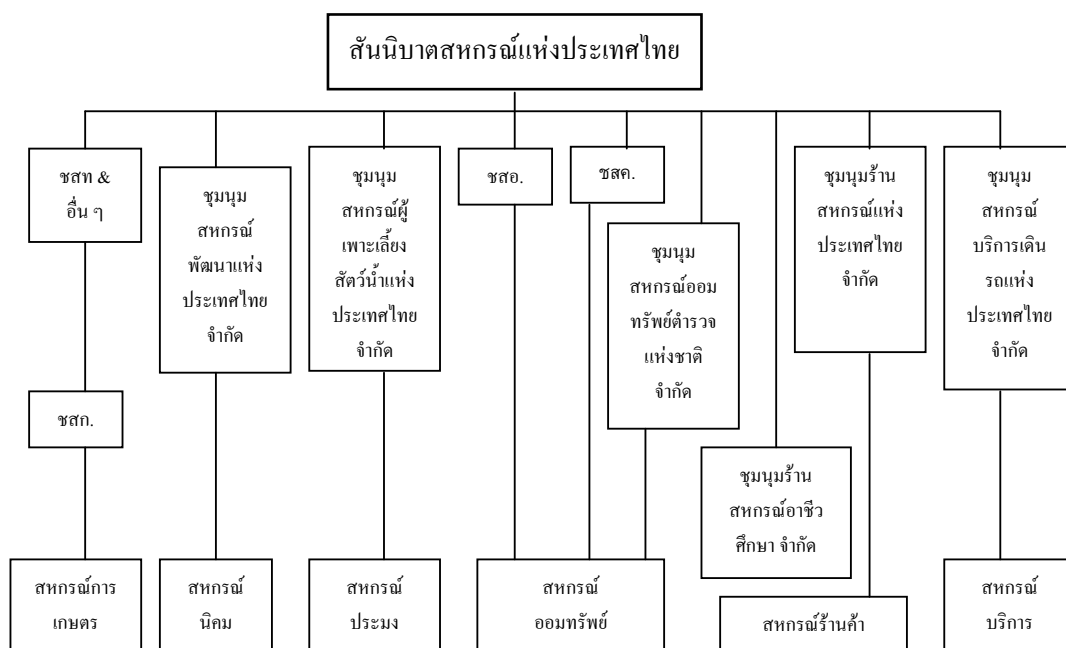 สันนิบาตสหกรณ์แห่งประเทศไทย
ชสท &
อื่น ๆ
ชุมนุม
สหกรณ์
พัฒนาแห่ง
ประเทศไทย
จำกัด
ชุมนุม
สหกรณ์ผู้
เพาะเลี้ยง
สัตว์น้ำแห่ง
ประเทศไทย
จำกัด
ชสอ.
ชสค.
ชุมนุม
สหกรณ์ออม
ทรัพย์ตำรวจ
แห่งชาติ
จำกัด
ชุมนุมร้าน
สหกรณ์แห่ง
ประเทศไทย
จำกัด
ชุมนุม
สหกรณ์
บริการเดิน
รถแห่ง
ประเทศไทย
จำกัด
ชสก.
ชุมนุมร้าน
สหกรณ์อาชีว
ศึกษา จำกัด
สหกรณ์การ
เกษตร
สหกรณ์
นิคม
สหกรณ์
ประมง
สหกรณ์
ออมทรัพย์
สหกรณ์ร้านค้า
สหกรณ์
บริการ